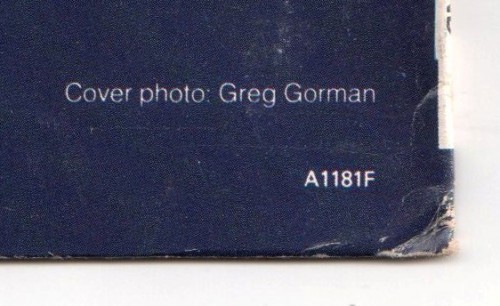 Cover photo: Greg Gorman
A1181F